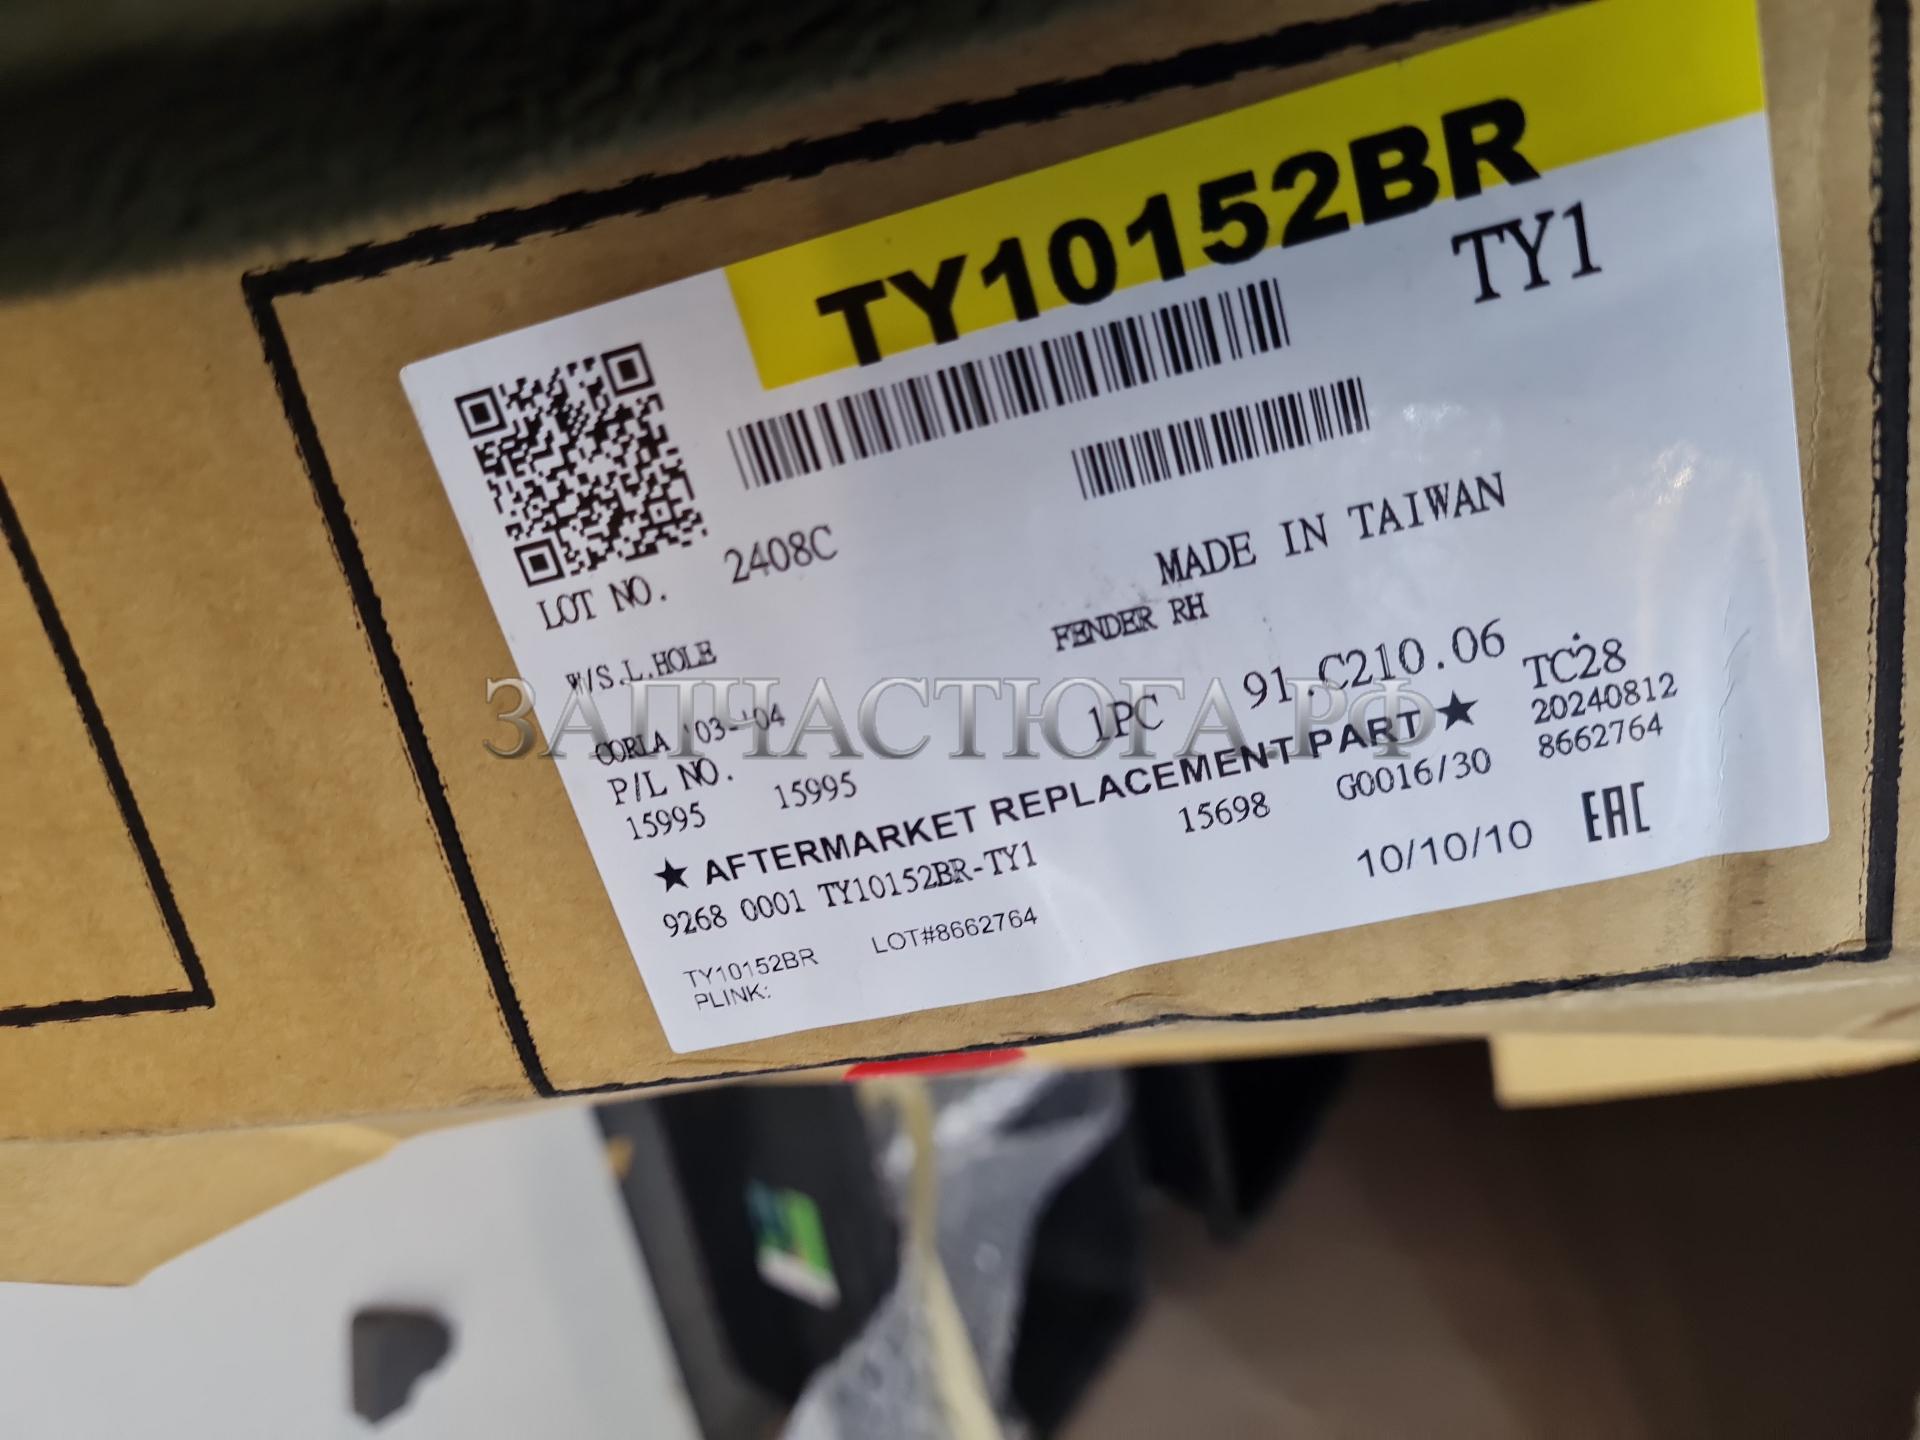 TY10152BR
TY1
LOT NO. 2408C
MADE IN TAIWAN
W/S.L.HOLE
FENDER RH
CORLA '03-'04
1PC 91.C210.06 TC28
P/L NO.
20240812
15995 15995
8662764
★ AFTERMARKET REPLACEMENT PART ★
15698 G0016/30
9268 0001 TY10152BR-TY1
10/10/10 EAC
TY10152BR LOT#8662764
PLINK:
ЗАПЧАСТЮГА.РФ